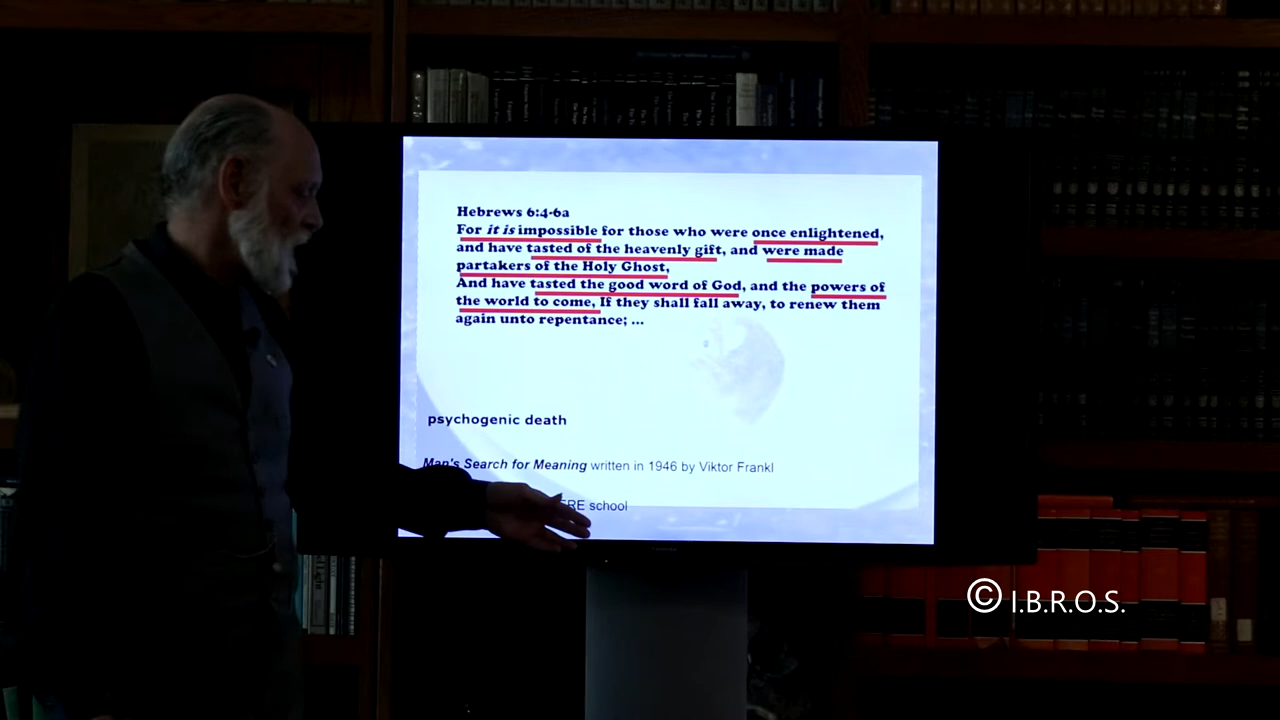 Hebrews 6:4-6a
For it is impossible for those who were once enlightened,
and have tasted of the heavenly gift, and were made
partakers of the Holy Ghost,
And have tasted the good word of God, and the powers of
the world to come, If they shall fall away, to renew them
again unto repentance; ...
psychogenic death
Man's Search for Meaning written in 1946 by Viktor Frankl
school
© I.B.R.O.S.